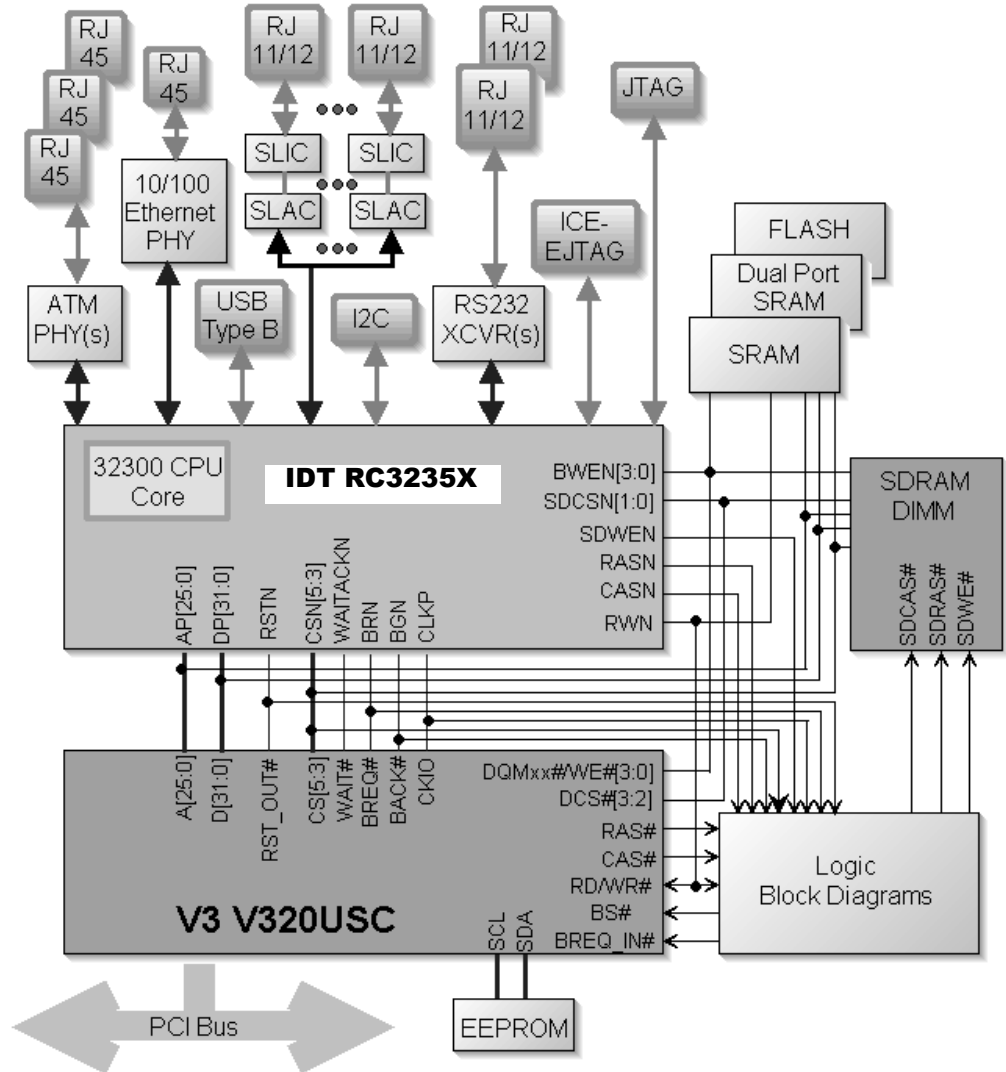 RJ
45
RJ
45
RJ
45
RJ
45
RJ
11/12
RJ
11/12
RJ
11/12
RJ
11/12
JTAG
SLIC
SLIC
SLAC
SLAC
10/100
Ethernet
PHY
ICE-
EJTAG
FLASH
Dual Port
SRAM
SRAM
ATM
PHY(s)
USB
Type B
I2C
RS232
XCVR(s)
32300 CPU
Core
IDT RC3235X
BWEN[3:0]
SDCSN[1:0]
SDWEN
RASN
CASN
RWN
SDRAM
DIMM
SDCAS#
SDRAS#
SDWE#
AP[25:0]
DP[31:0]
RSTN
CSN[5:3]
WAITACKN
BRN
BGN
CLKP
A[25:0]
D[31:0]
RST_OUT#
CS[5:3]
WAIT#
BREQ#
BACK#
CKIO
DQMxx#/WE#[3:0]
DCS#[3:2]
RAS#
CAS#
RD/WR#
BS#
BREQ_IN#
Logic
Block Diagrams
V3 V320USC
SCL
SDA
PCI Bus
EEPROM